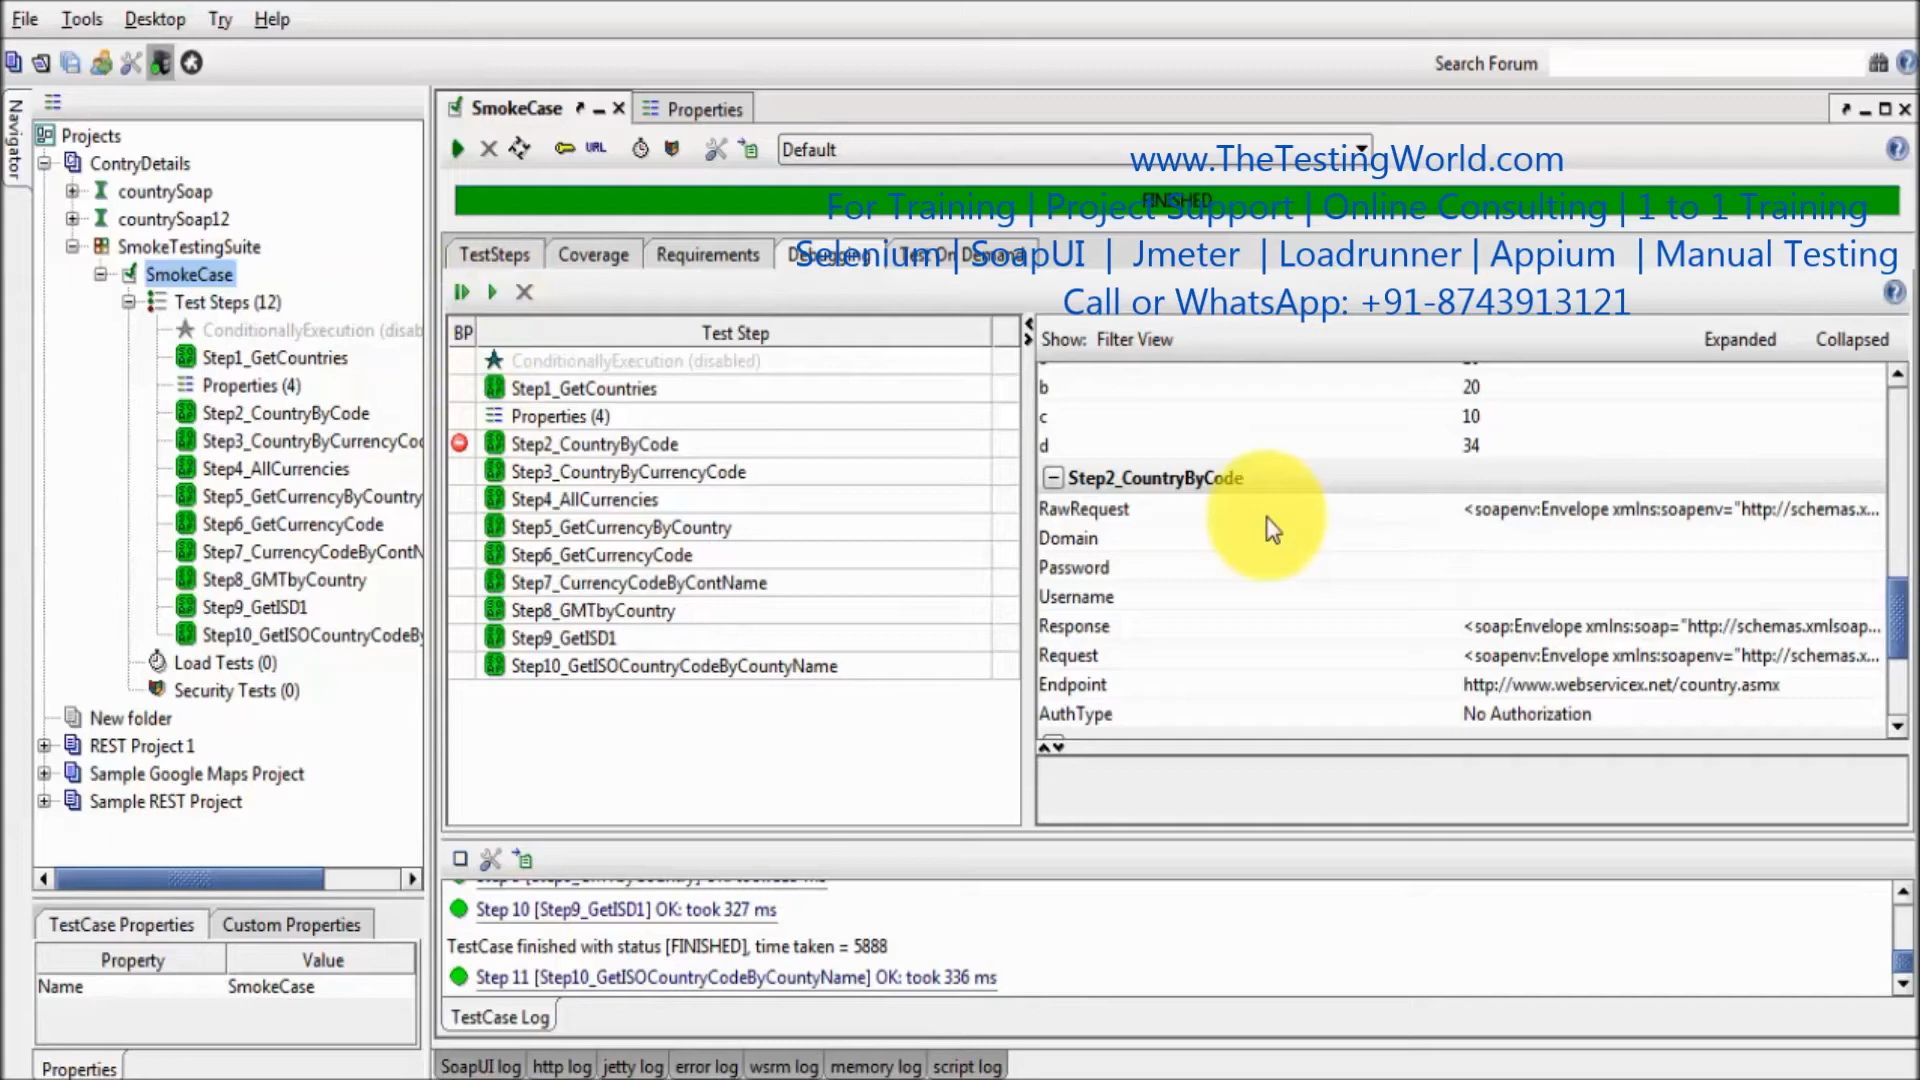 File Tools Desktop Try Help
Search Forum
Navigator
Projects
ContryDetails
countrySoap
countrySoap12
SmokeTestingSuite
SmokeCase
Test Steps (12)
ConditionallyExecution (disab
Step1_GetCountries
Properties (4)
Step2_CountryByCode
Step3_CountryByCurrencyCo
Step4_AllCurrencies
Step5_GetCurrencyByCountry
Step6_GetCurrencyCode
Step7_CurrencyCodeByContN
Step8_GMTbyCountry
Step9_GetISD1
Step10_GetISOCountryCodeBy
Load Tests (0)
Security Tests (0)
New folder
REST Project 1
Sample Google Maps Project
Sample REST Project
TestCase Properties Custom Properties
Property Value
Name SmokeCase
Properties
SmokeCase Properties
URL Default
www.TheTestingWorld.com
FINISHED
For Training | Project Support | Online Consulting | 1 to 1 Training
TestSteps Coverage Requirements Debugging Test On Demand
Selenium | SoapUI | Jmeter | Loadrunner | Appium | Manual Testing
Call or WhatsApp: +91-8743913121
BP Test Step
ConditionallyExecution (disabled)
Step1_GetCountries
Properties (4)
Step2_CountryByCode
Step3_CountryByCurrencyCode
Step4_AllCurrencies
Step5_GetCurrencyByCountry
Step6_GetCurrencyCode
Step7_CurrencyCodeByContName
Step8_GMTbyCountry
Step9_GetISD1
Step10_GetISOCountryCodeByCountyName
Show: Filter View Expanded Collapsed
b 20
c 10
d 34
Step2_CountryByCode
RawRequest <soapenv:Envelope xmlns:soapenv="http://schemas.x...
Domain
Password
Username
Response <soap:Envelope xmlns:soap="http://schemas.xmlsoap...
Request <soapenv:Envelope xmlns:soapenv="http://schemas.x...
Endpoint http://www.webservicex.net/country.asmx
AuthType No Authorization
Step 10 [Step9_GetISD1] OK: took 327 ms
TestCase finished with status [FINISHED], time taken = 5888
Step 11 [Step10_GetISOCountryCodeByCountyName] OK: took 336 ms
TestCase Log
SoapUI log http log jetty log error log wsrm log memory log script log